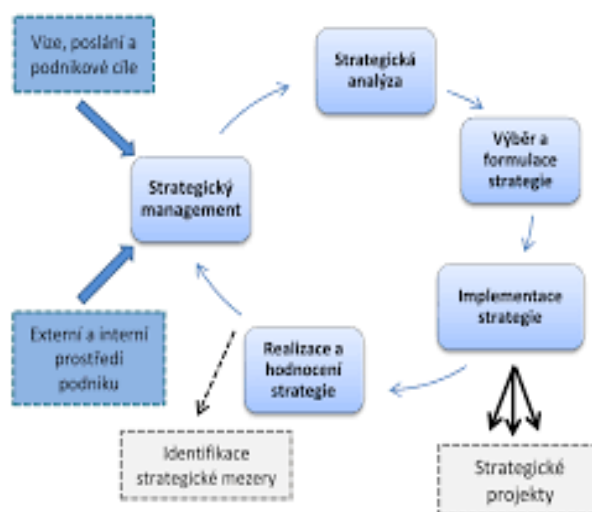 Vize, poslání a
podnikové cíle
Strategická
analýza
Výběr a
formulace
strategie
Strategický
management
Implementace
strategie
Externí a interní
prostředí
podniku
Realizace a
hodnocení
strategie
Identifikace
strategické mezery
Strategické
projekty